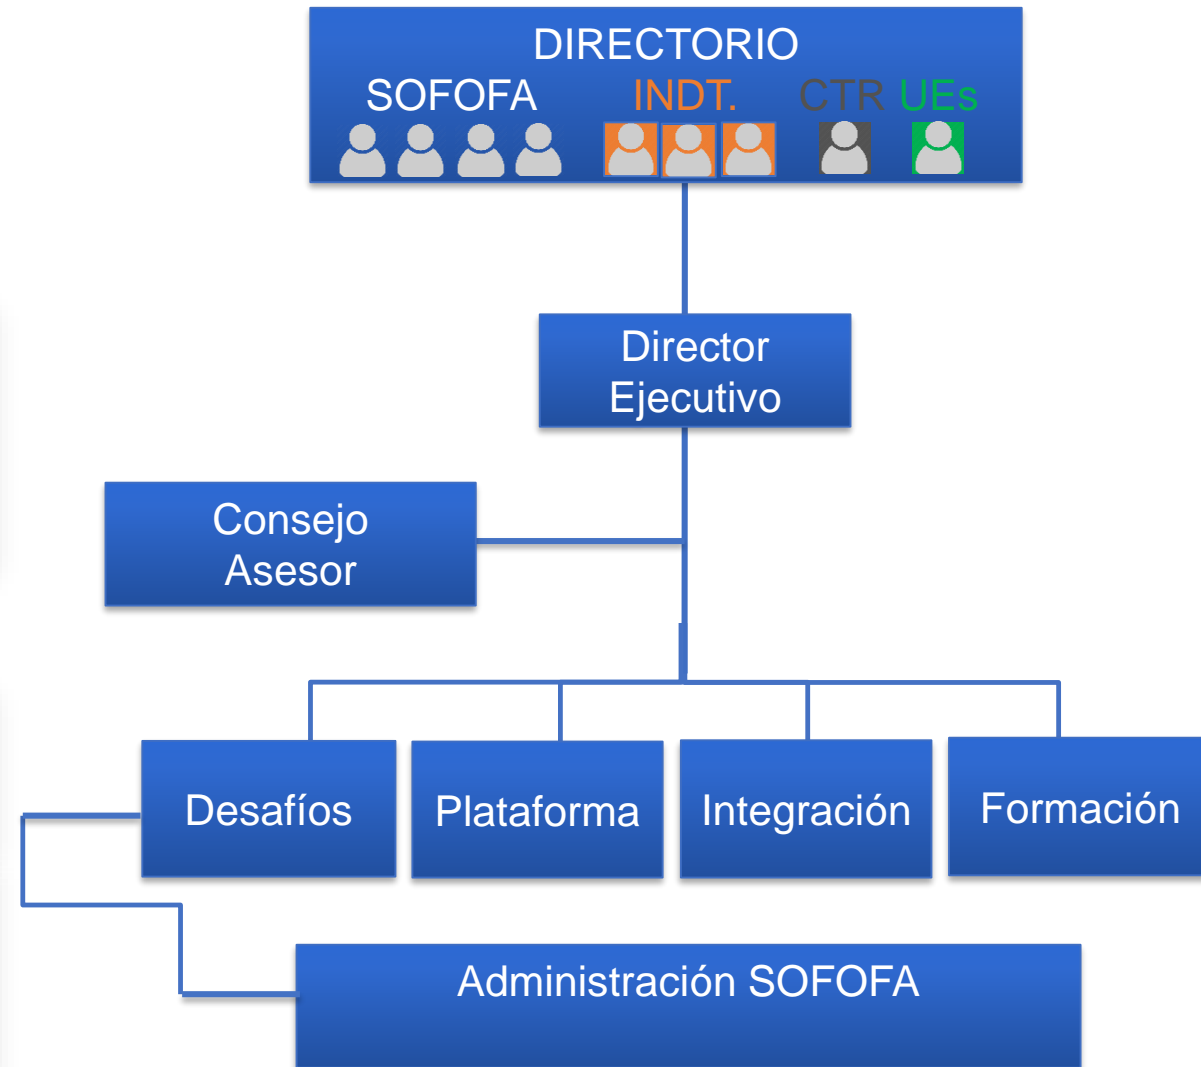 DIRECTORIO
SOFOFA INDT. CTR UEs
Director
Ejecutivo
Consejo
Asesor
Desafíos Plataforma Integración Formación
Administración SOFOFA